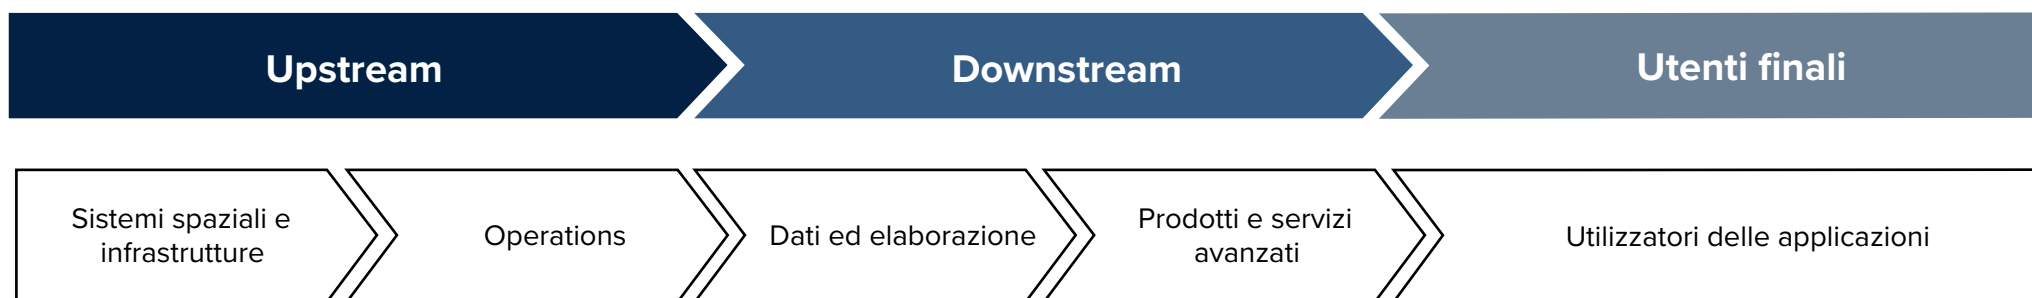 Upstream
Downstream
Utenti finali
Sistemi spaziali e
infrastrutture
Operations
Dati ed elaborazione
Prodotti e servizi
avanzati
Utilizzatori delle applicazioni